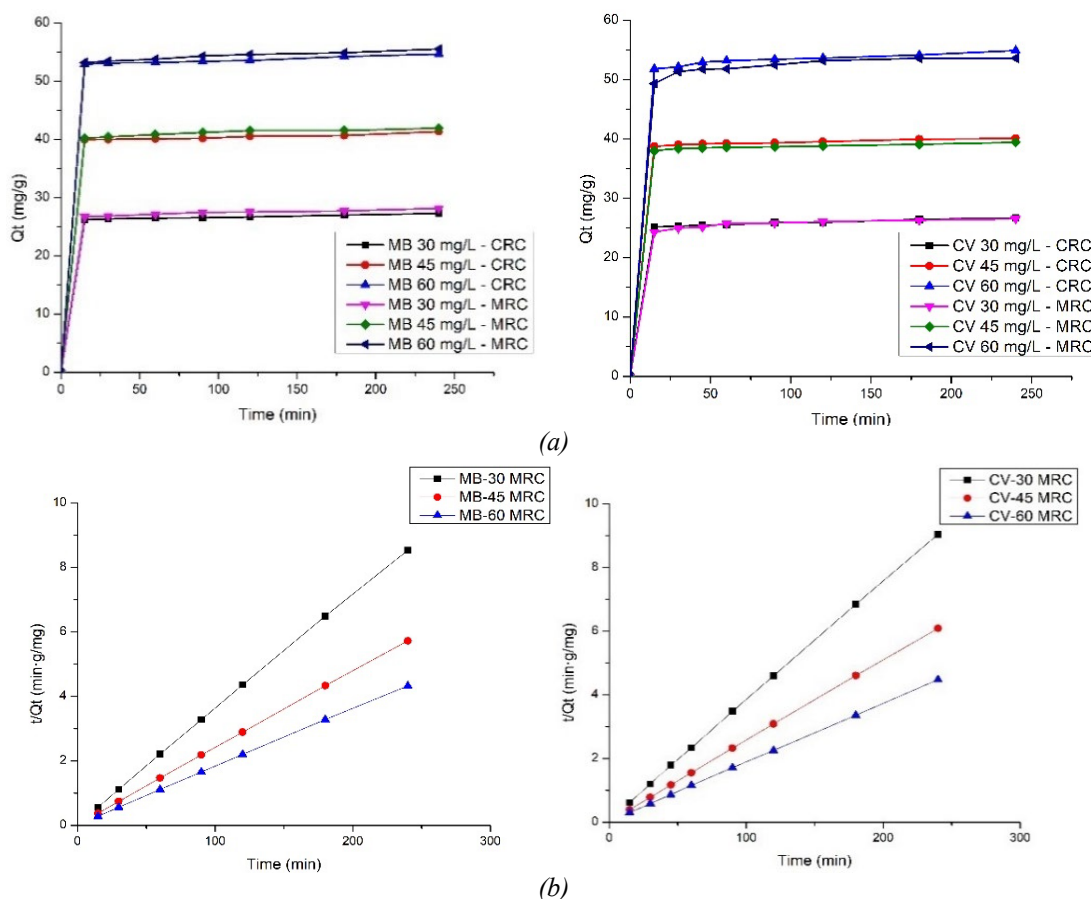 60
50
40
30
20
10
0
Qt (mg/g)
MB 30 mg/L - CRC
MB 45 mg/L - CRC
MB 60 mg/L - CRC
MB 30 mg/L - MRC
MB 45 mg/L - MRC
MB 60 mg/L - MRC
0 50 100 150 200 250
Time (min)
60
50
40
30
20
10
0
Qt (mg/g)
CV 30 mg/L - CRC
CV 45 mg/L - CRC
CV 60 mg/L - CRC
CV 30 mg/L - MRC
CV 45 mg/L - MRC
CV 60 mg/L - MRC
0 50 100 150 200 250
Time (min)
(a)
MB-30 MRC
MB-45 MRC
MB-60 MRC
10
8
6
4
2
0
t/Qt (min·g/mg)
0 100 200 300
Time (min)
CV-30 MRC
CV-45 MRC
CV-60 MRC
10
8
6
4
2
0
t/Qt (min·g/mg)
0 100 200 300
Time (min)
(b)